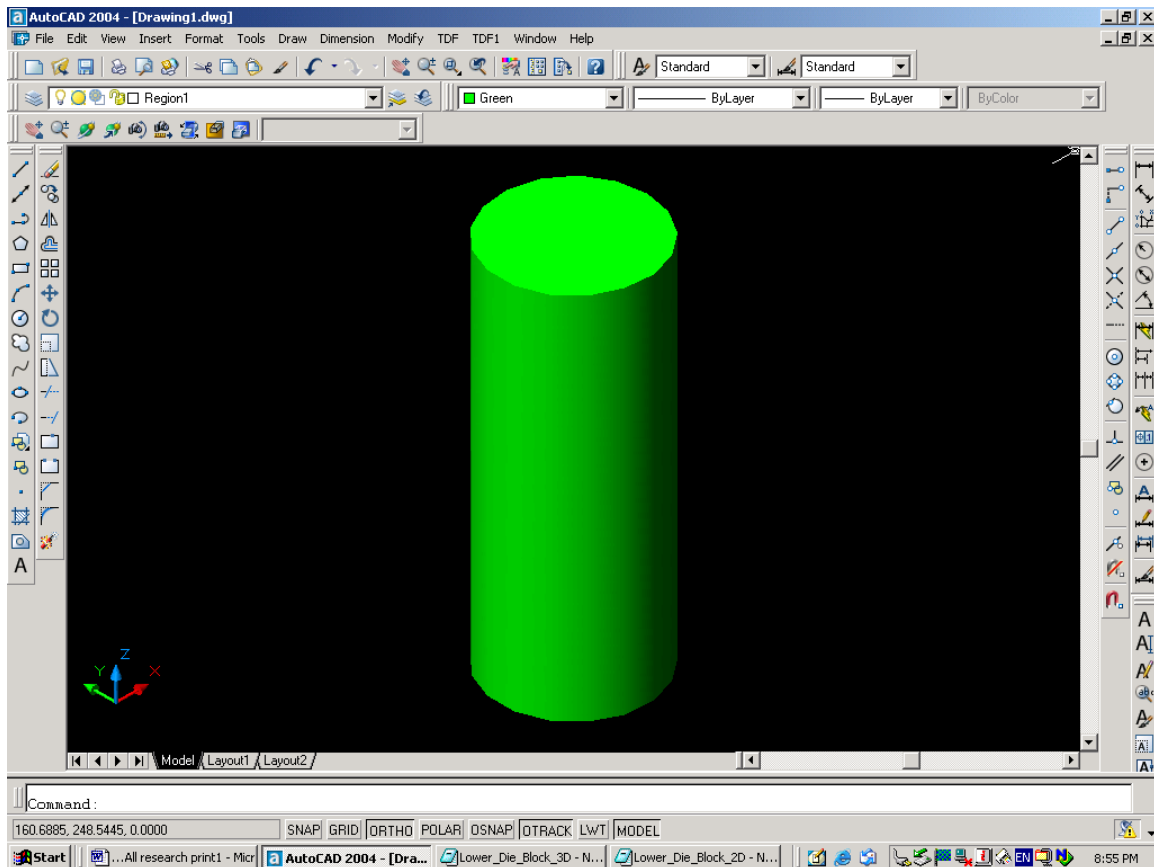 AutoCAD 2004 - [Drawing1.dwg]
File Edit View Insert Format Tools Draw Dimension Modify TDF TDF1 Window Help
Standard Standard
Region1 Green ByLayer ByLayer ByColor
A
Y Z X
A
Model Layout1 Layout2
Command:
160.6885, 248.5445, 0.0000 SNAP GRID ORTHO POLAR OSNAP OTRACK LWT MODEL
Start ...All research print1 - Micr AutoCAD 2004 - [Dra... Lower_Die_Block_3D - N... Lower_Die_Block_2D - N... EN 8:55 PM